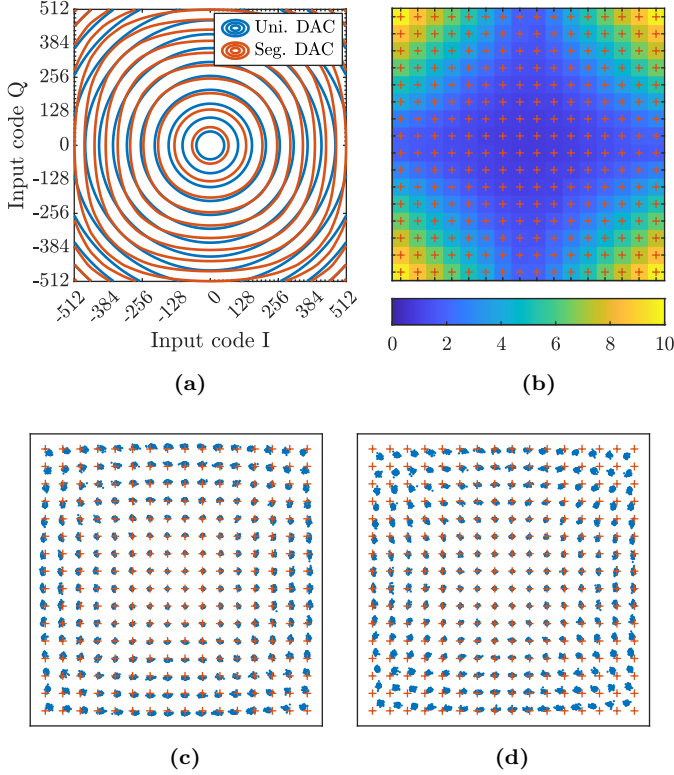 512
384
256
128
0
-128
-256
-384
-512
Input code Q
Uni. DAC
Seg. DAC
-512 -384 -256 -128 0 128 256 384 512
Input code I
0 2 4 6 8 10
(a)
(b)
(c)
(d)